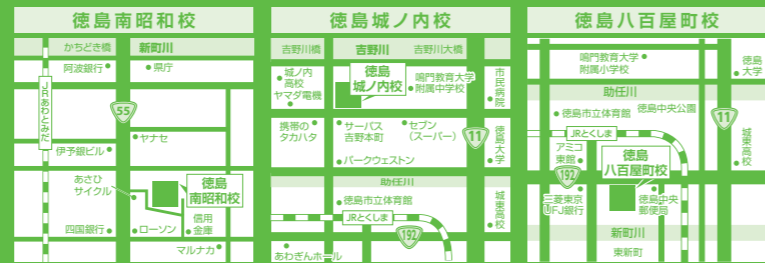 徳島南昭和校
かちどき橋
新町川
阿波銀行
県庁
JRあわとみだ
55
ヤナセ
伊予銀ビル
あさひ
サイクル
徳島
南昭和校
信用
金庫
四国銀行
ローソン
マルナカ
徳島城ノ内校
吉野川橋
吉野川
吉野川大橋
城ノ内
高校
ヤマダ電機
徳島
城ノ内校
鳴門教育大学
附属中学校
市民病院
携帯の
タカハタ
サーパス
吉野本町
セブン
(スーパー)
11
徳島大学
パークウェストン
助任川
徳島市立体育館
城東高校
JRとくしま
192
あわぎんホール
徳島八百屋町校
鳴門教育大学
附属小学校
徳島
大学
助任川
徳島市立体育館
徳島中央公園
11
JRとくしま
城東高校
アミコ
東館
192
徳島
八百屋町校
三菱東京
UFJ銀行
徳島中央
郵便局
新町川
東新町